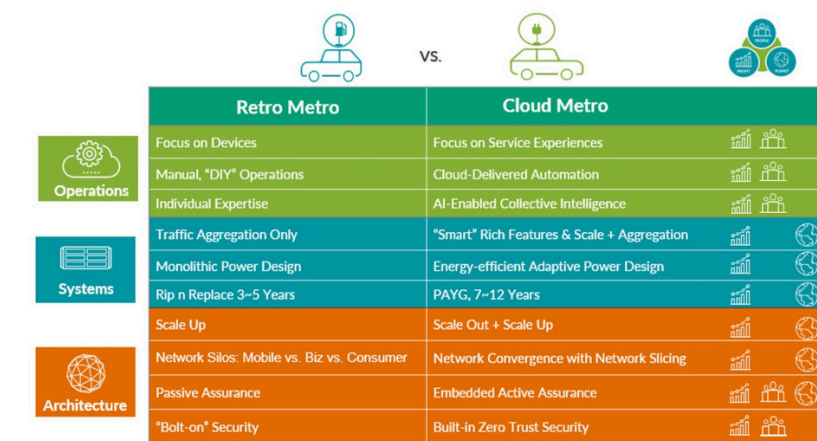 VS.
PEOPLE
PROFIT
PLANET
Retro Metro
Cloud Metro
Operations
Focus on Devices
Focus on Service Experiences
Manual, “DIY” Operations
Cloud-Delivered Automation
Individual Expertise
AI-Enabled Collective Intelligence
Systems
Traffic Aggregation Only
“Smart” Rich Features & Scale + Aggregation
Monolithic Power Design
Energy-efficient Adaptive Power Design
Rip n Replace 3~5 Years
PAYG, 7~12 Years
Architecture
Scale Up
Scale Out + Scale Up
Network Silos: Mobile vs. Biz vs. Consumer
Network Convergence with Network Slicing
Passive Assurance
Embedded Active Assurance
“Bolt-on” Security
Built-in Zero Trust Security